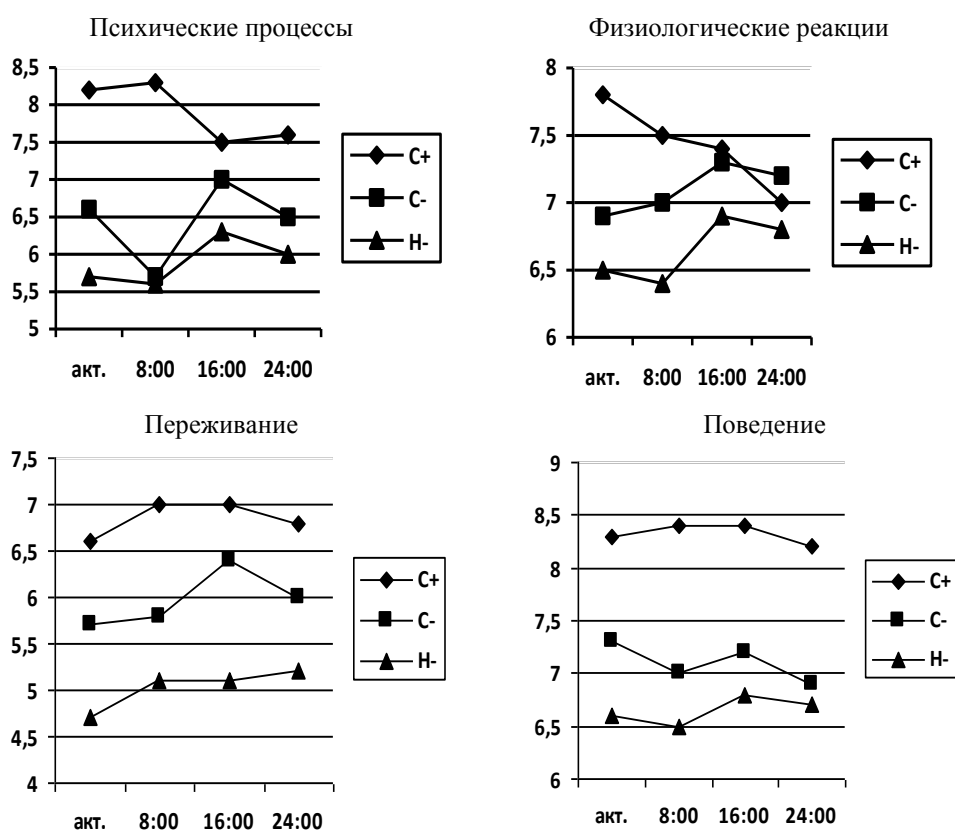 Психические процессы
8,5
8
7,5
7
6,5
6
5,5
5
акт. 8:00 16:00 24:00
C+
C-
H-
Физиологические реакции
8
7,5
7
6,5
6
акт. 8:00 16:00 24:00
C+
C-
H-
Переживание
7,5
7
6,5
6
5,5
5
4,5
4
акт. 8:00 16:00 24:00
C+
C-
H-
Поведение
9
8,5
8
7,5
7
6,5
6
акт. 8:00 16:00 24:00
C+
C-
H-